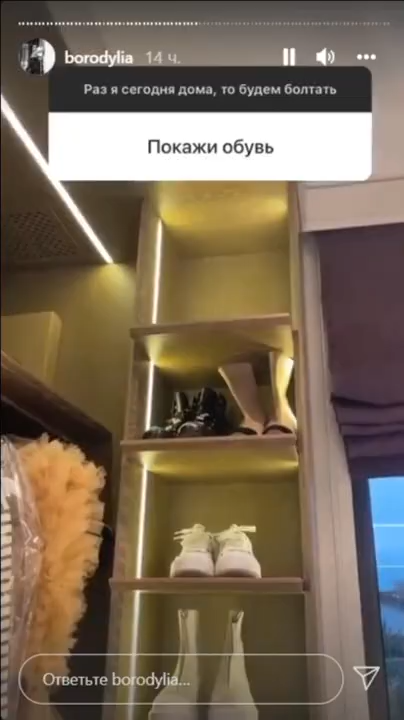 borodylia 14 ч.
Раз я сегодня дома, то будем болтать
Покажи обувь
Ответьте borodylia...